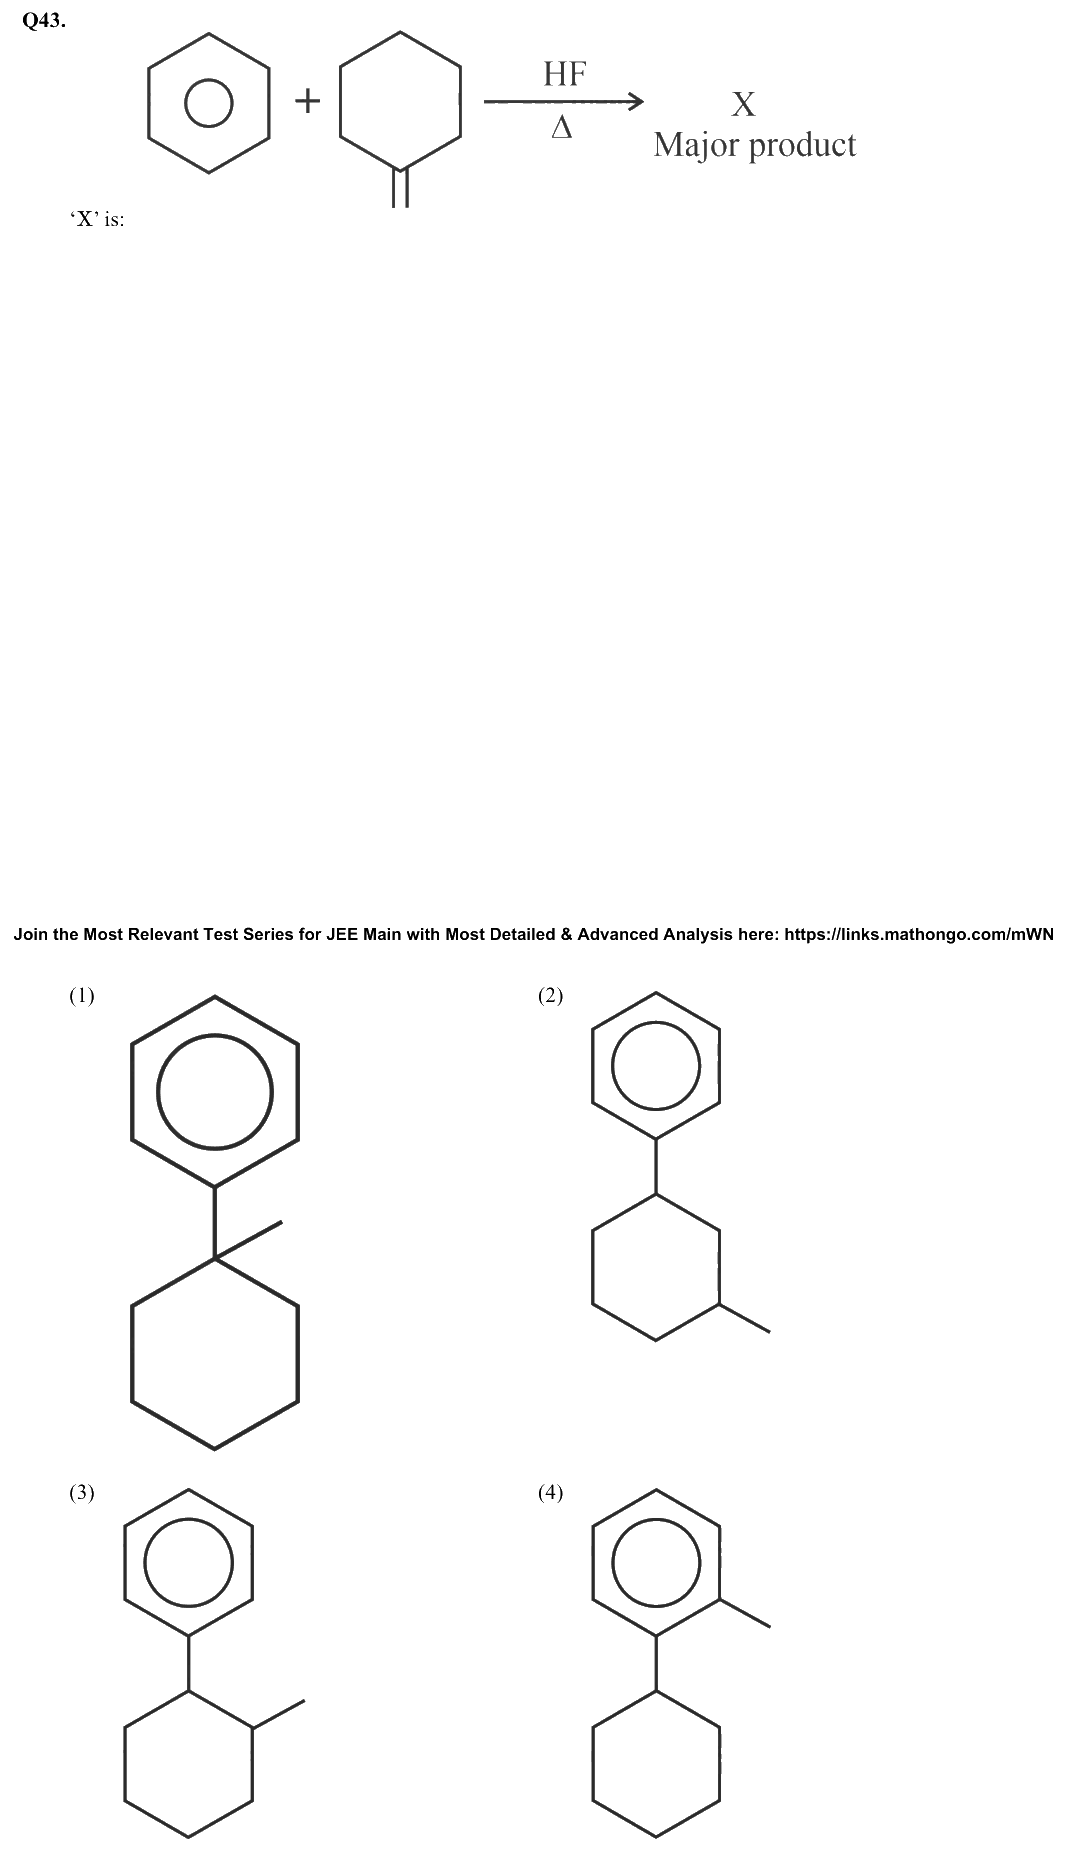 Q43.
+
HF
Δ
X
Major product
‘X’ is:
Join the Most Relevant Test Series for JEE Main with Most Detailed & Advanced Analysis here: https://links.mathongo.com/mWN
(1)
(2)
(3)
(4)